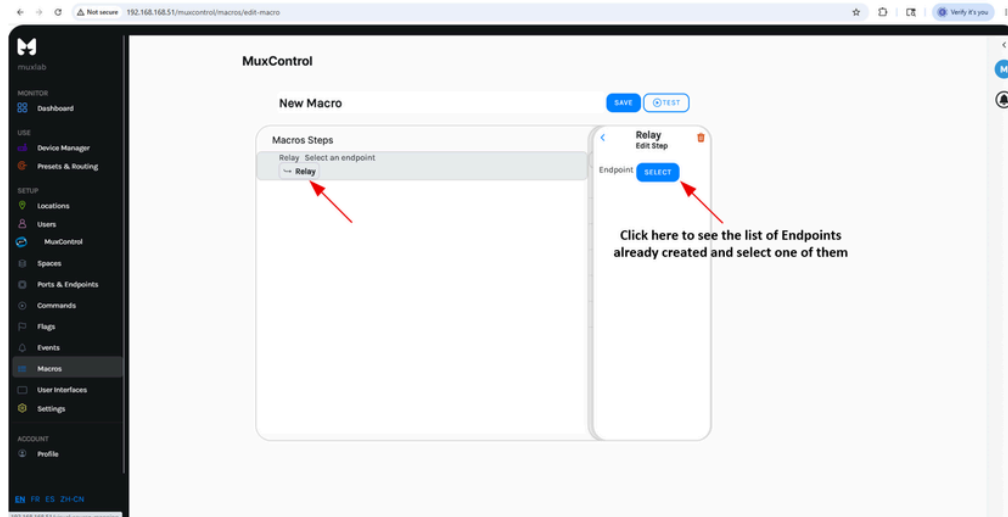 Not secure 192.168.168.51/muxcontrol/macros/edit-macro
Verify it's you
muxlab
MuxControl
M
MONITOR
Dashboard
New Macro
SAVE
TEST
USE
Device Manager
Presets & Routing
Macros Steps
Relay
Edit Step
Relay Select an endpoint
Relay
Endpoint
SELECT
SETUP
Locations
Users
MuxControl
Spaces
Ports & Endpoints
Commands
Flags
Events
Macros
User Interfaces
Settings
Click here to see the list of Endpoints
already created and select one of them
ACCOUNT
Profile
EN FR ES ZH-CN